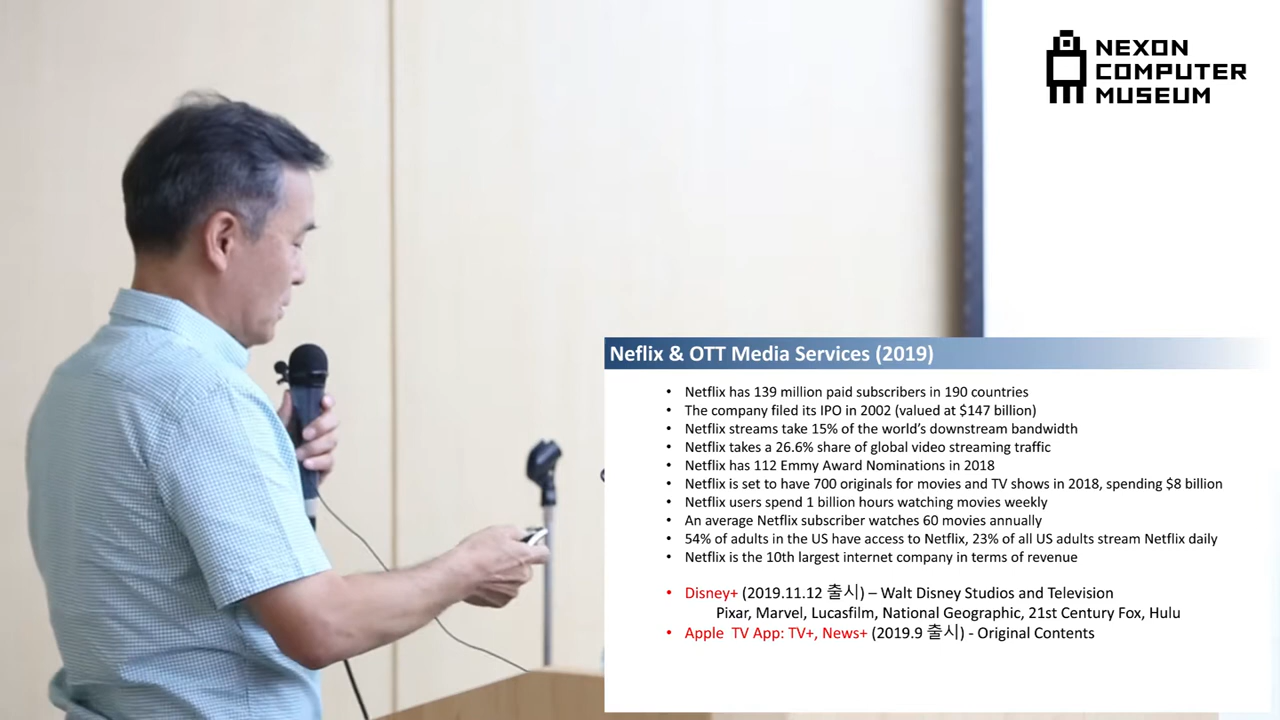 NEXON
COMPUTER
MUSEUM
Neflix & OTT Media Services (2019)
• Netflix has 139 million paid subscribers in 190 countries
• The company filed its IPO in 2002 (valued at $147 billion)
• Netflix streams take 15% of the world's downstream bandwidth
• Netflix takes a 26.6% share of global video streaming traffic
• Netflix has 112 Emmy Award Nominations in 2018
• Netflix is set to have 700 originals for movies and TV shows in 2018, spending $8 billion
• Netflix users spend 1 billion hours watching movies weekly
• An average Netflix subscriber watches 60 movies annually
• 54% of adults in the US have access to Netflix, 23% of all US adults stream Netflix daily
• Netflix is the 10th largest internet company in terms of revenue
• Disney+ (2019.11.12 출시) – Walt Disney Studios and Television
Pixar, Marvel, Lucasfilm, National Geographic, 21st Century Fox, Hulu
• Apple TV App: TV+, News+ (2019.9 출시) - Original Contents